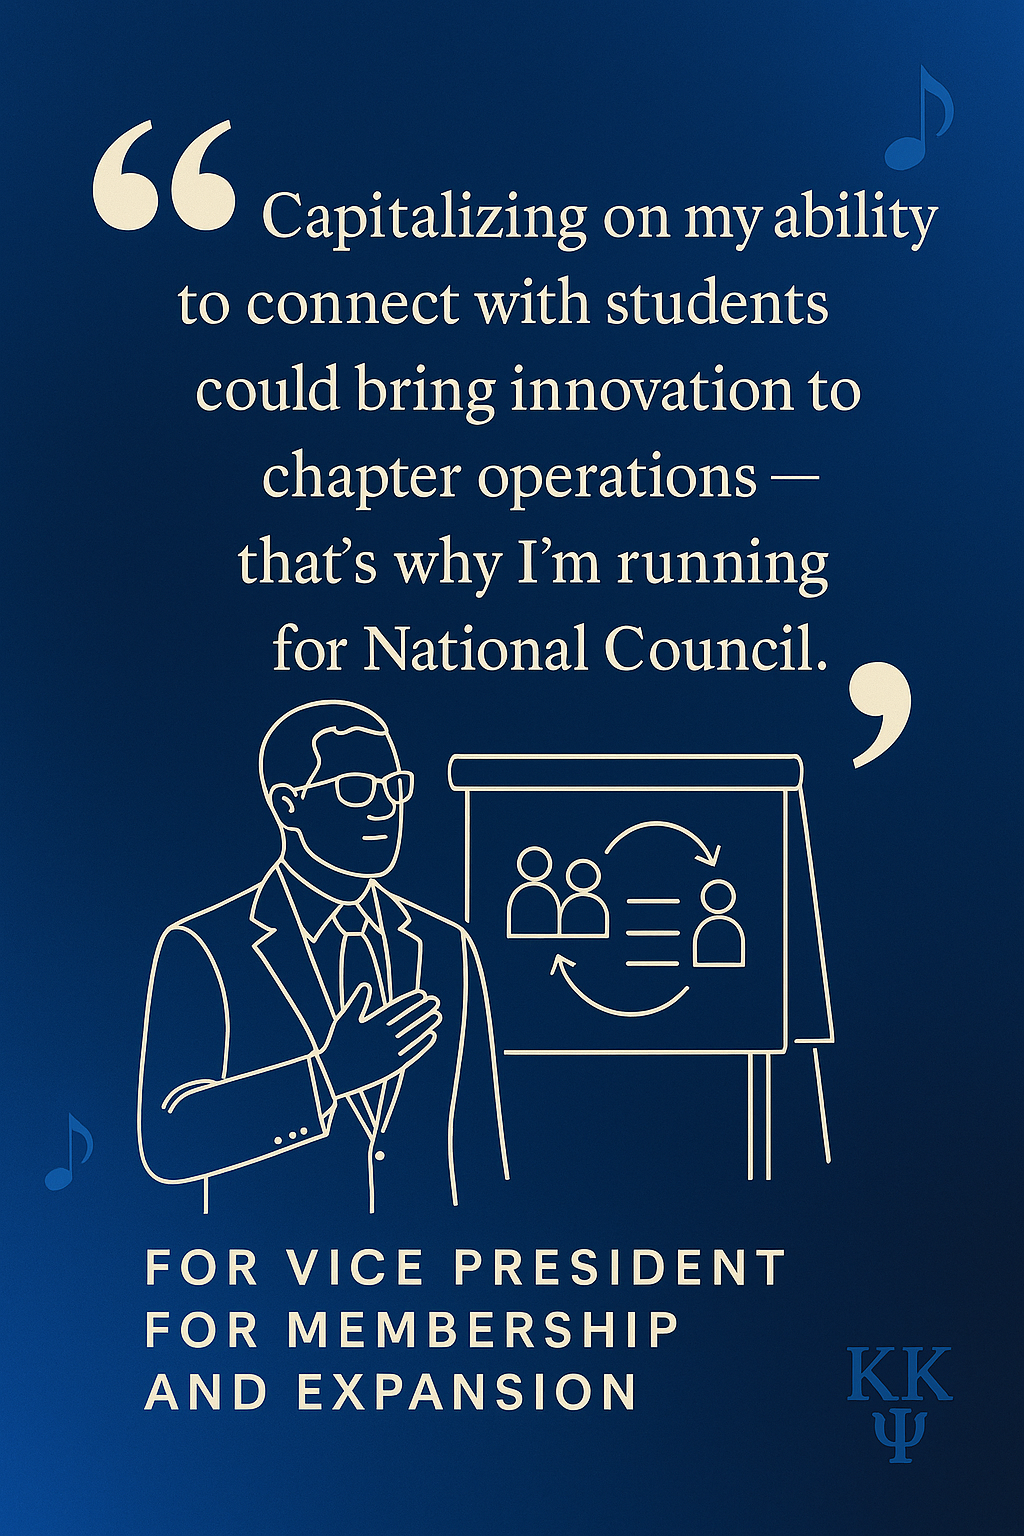 “ Capitalizing on my ability
to connect with students
could bring innovation to
chapter operations —
that’s why I’m running
for National Council. ’
FOR VICE PRESIDENT
FOR MEMBERSHIP
AND EXPANSION
ΚΚ
Ψ